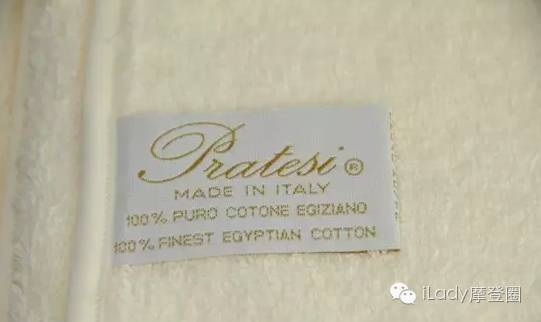 Pratesi®
MADE IN ITALY
100% PURO COTONE EGIZIANO
100% FINEST EGYPTIAN COTTON
iLady摩登圈